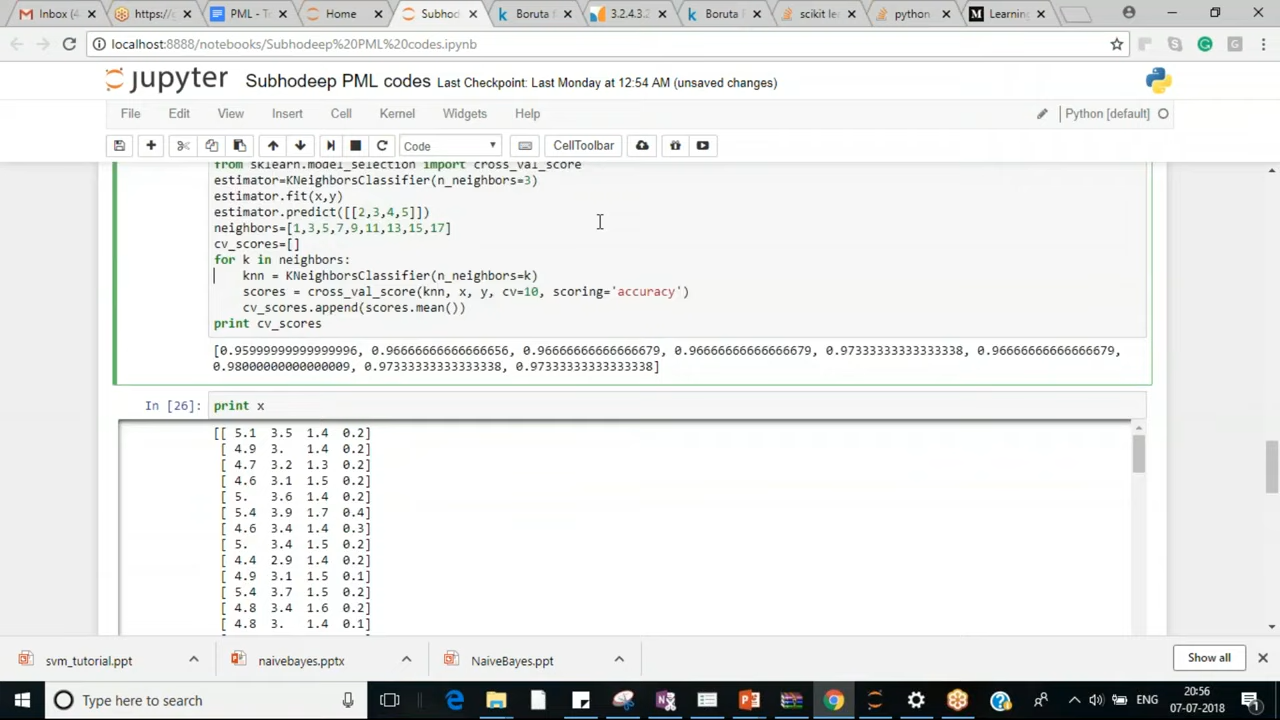 Inbox (4
https://g
PML - T
Home
Subhod
Boruta
3.2.4.3.2
Boruta
scikit le
python
Learning
localhost:8888/notebooks/Subhodeep%20PML%20codes.ipynb
jupyter Subhodeep PML codes Last Checkpoint: Last Monday at 12:54 AM (unsaved changes)
File Edit View Insert Cell Kernel Widgets Help Python [default]
Code CellToolbar
from sklearn.model_selection import cross_val_score
estimator=KNeighborsClassifier(n_neighbors=3)
estimator.fit(x,y)
estimator.predict([[2,3,4,5]])
neighbors=[1,3,5,7,9,11,13,15,17]
cv_scores=[]
for k in neighbors:
knn = KNeighborsClassifier(n_neighbors=k)
scores = cross_val_score(knn, x, y, cv=10, scoring='accuracy')
cv_scores.append(scores.mean())
print cv_scores
[0.95999999999999996, 0.96666666666666656, 0.96666666666666679, 0.96666666666666679, 0.97333333333333338, 0.96666666666666679,
0.98000000000000009, 0.97333333333333338, 0.97333333333333338]
In [26]: print x
[[ 5.1 3.5 1.4 0.2]
[ 4.9 3. 1.4 0.2]
[ 4.7 3.2 1.3 0.2]
[ 4.6 3.1 1.5 0.2]
[ 5. 3.6 1.4 0.2]
[ 5.4 3.9 1.7 0.4]
[ 4.6 3.4 1.4 0.3]
[ 5. 3.4 1.5 0.2]
[ 4.4 2.9 1.4 0.2]
[ 4.9 3.1 1.5 0.1]
[ 5.4 3.7 1.5 0.2]
[ 4.8 3.4 1.6 0.2]
[ 4.8 3. 1.4 0.1]
svm_tutorial.ppt naivebayes.pptx NaiveBayes.ppt Show all
Type here to search ENG 20:56
07-07-2018